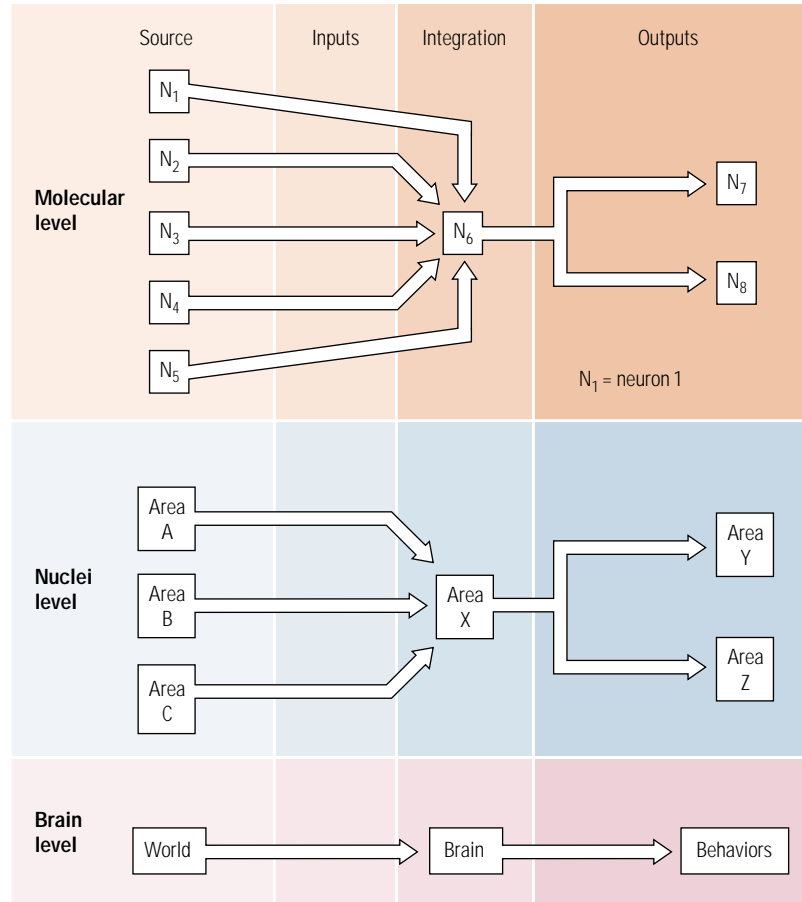 Source
Inputs
Integration
Outputs
Molecular
level
N₁
N₂
N₃
N₄
N₅
N₆
N₇
N₈
N₁ = neuron 1
Nuclei
level
Area
A
Area
B
Area
C
Area
X
Area
Y
Area
Z
Brain
level
World
Brain
Behaviors